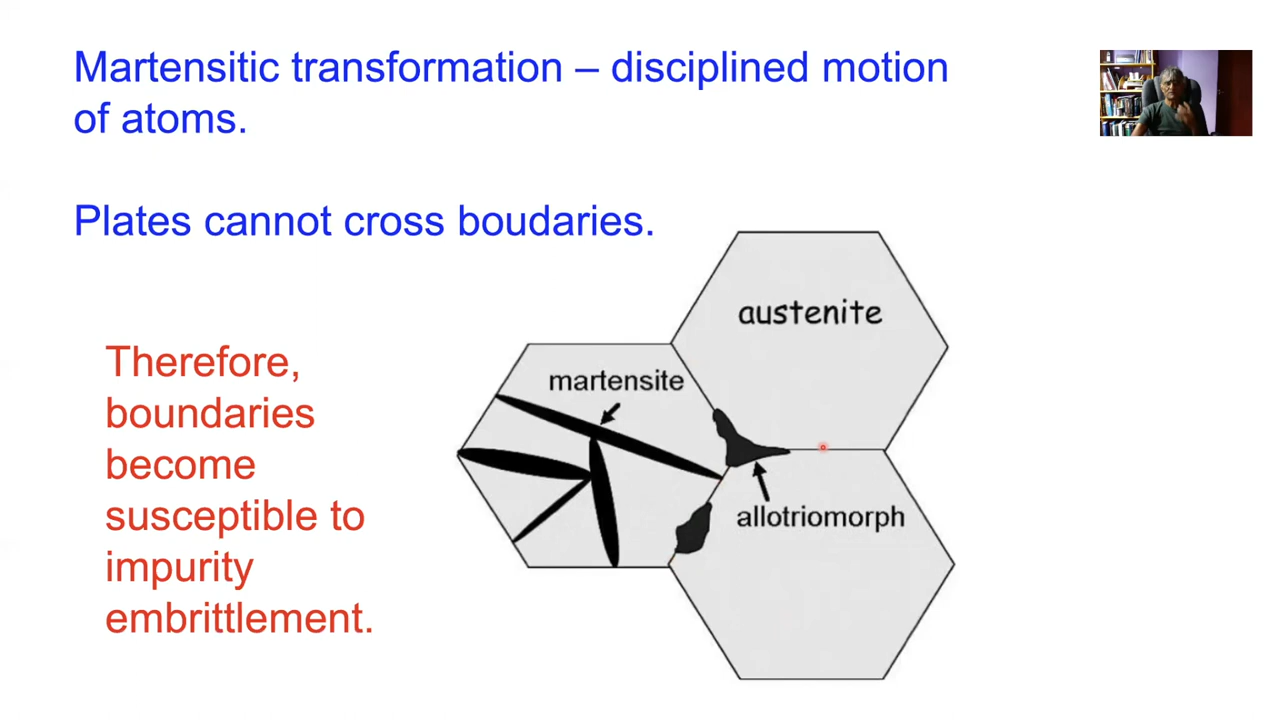 Martensitic transformation – disciplined motion
of atoms.
Plates cannot cross boudaries.
austenite
martensite
Therefore,
boundaries
become
susceptible to
impurity
embrittlement.
allotriomorph